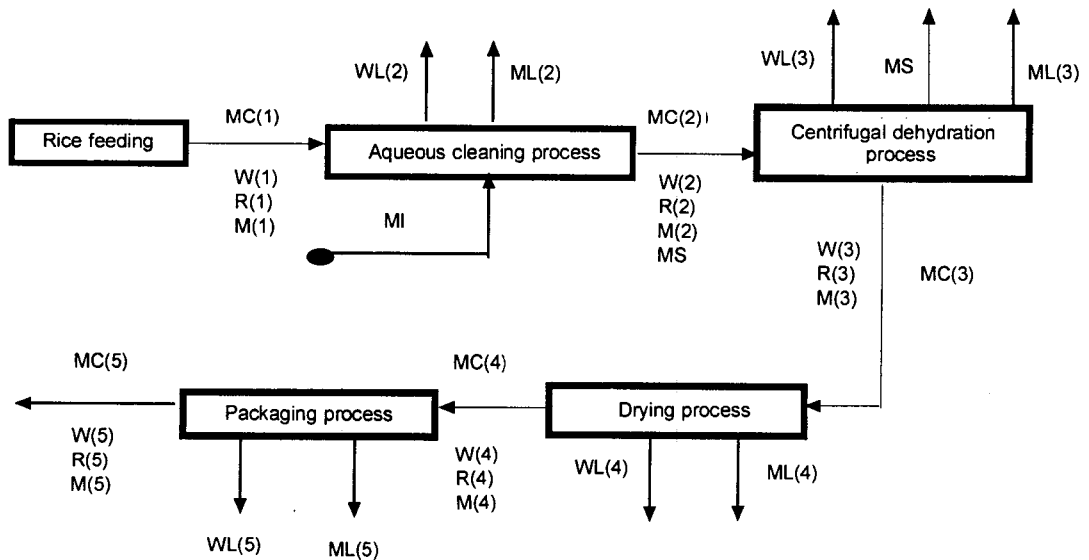 WL(2)
ML(2)
WL(3)
MS
ML(3)
Rice feeding
MC(1)
Aqueous cleaning process
MC(2)
Centrifugal dehydration
process
W(1)
R(1)
M(1)
MI
W(2)
R(2)
M(2)
MS
W(3)
R(3)
M(3)
MC(3)
MC(5)
Packaging process
MC(4)
Drying process
W(5)
R(5)
M(5)
WL(5)
ML(5)
W(4)
R(4)
M(4)
WL(4)
ML(4)